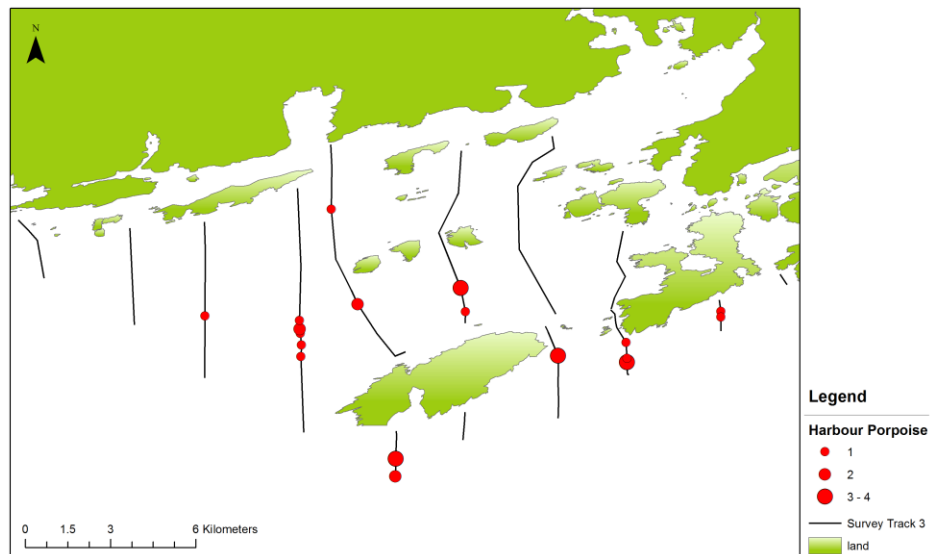 N
Legend
Harbour Porpoise
1
2
3 - 4
Survey Track 3
land
0 1.5 3 6 Kilometers